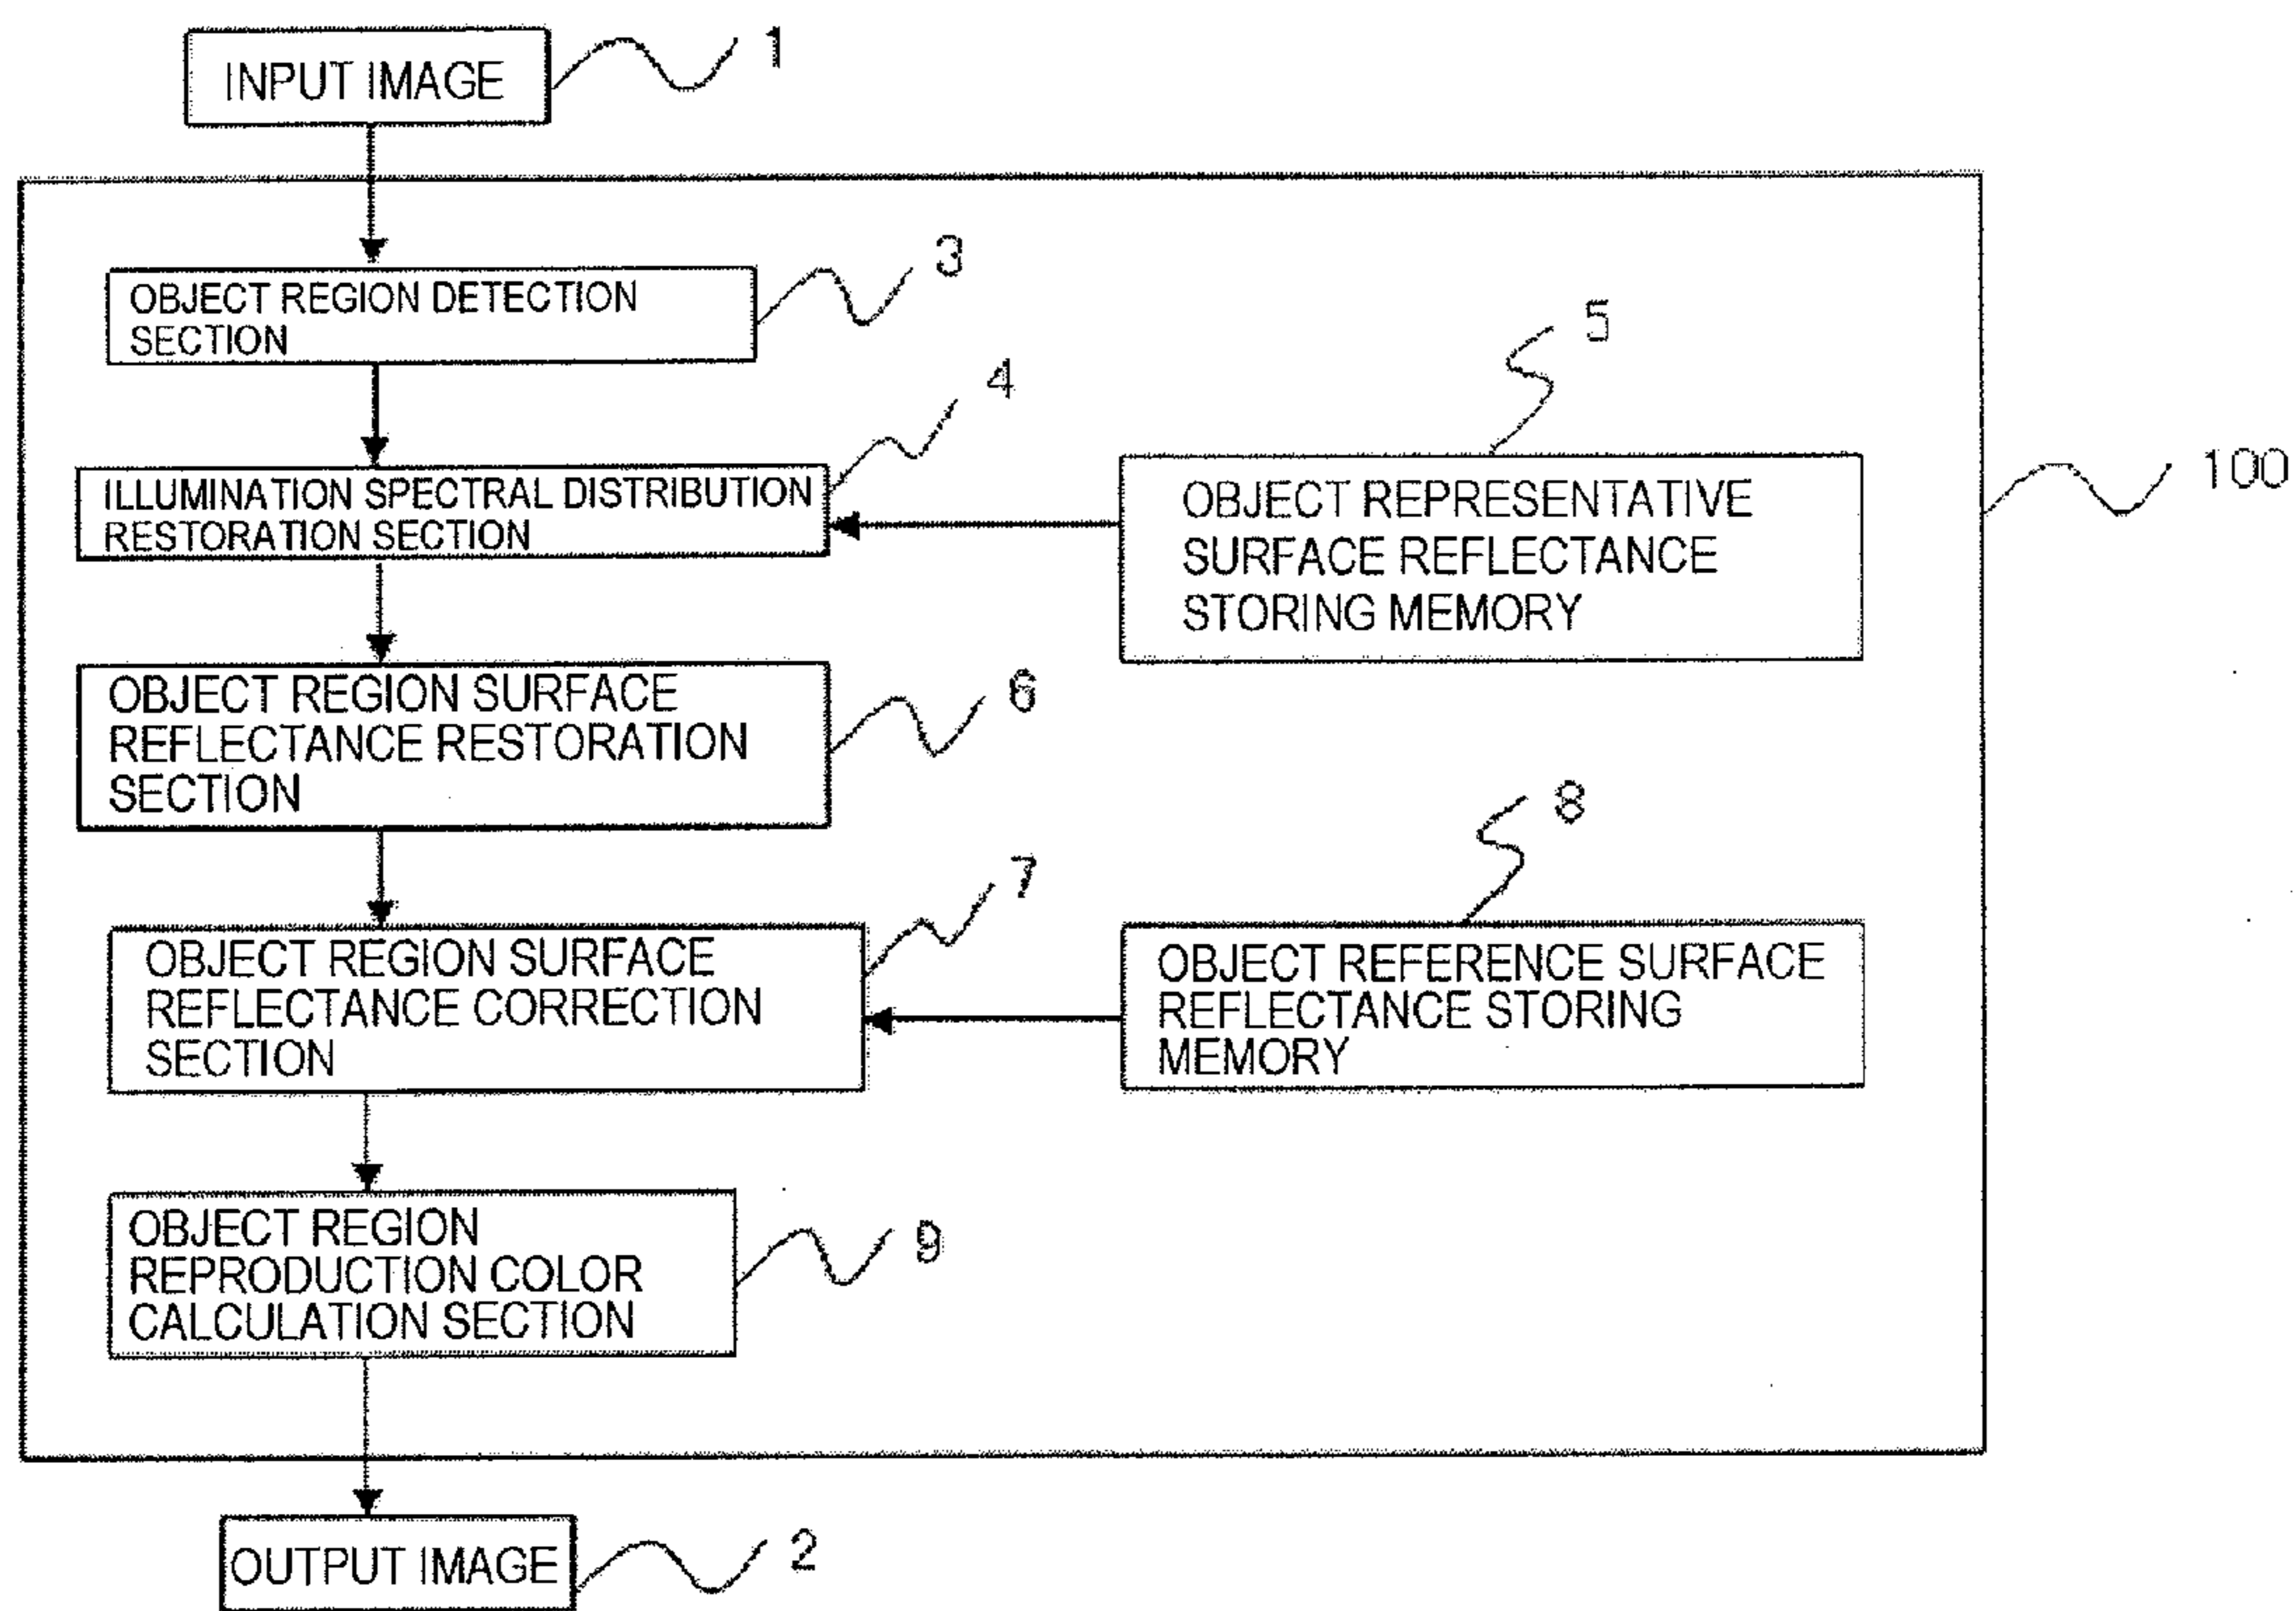 INPUT IMAGE
1
OBJECT REGION DETECTION
SECTION
3
ILLUMINATION SPECTRAL DISTRIBUTION
RESTORATION SECTION
4
OBJECT REPRESENTATIVE
SURFACE REFLECTANCE
STORING MEMORY
5
100
OBJECT REGION SURFACE
REFLECTANCE RESTORATION
SECTION
6
OBJECT REGION SURFACE
REFLECTANCE CORRECTION
SECTION
7
OBJECT REFERENCE SURFACE
REFLECTANCE STORING
MEMORY
8
OBJECT REGION
REPRODUCTION COLOR
CALCULATION SECTION
9
OUTPUT IMAGE
2